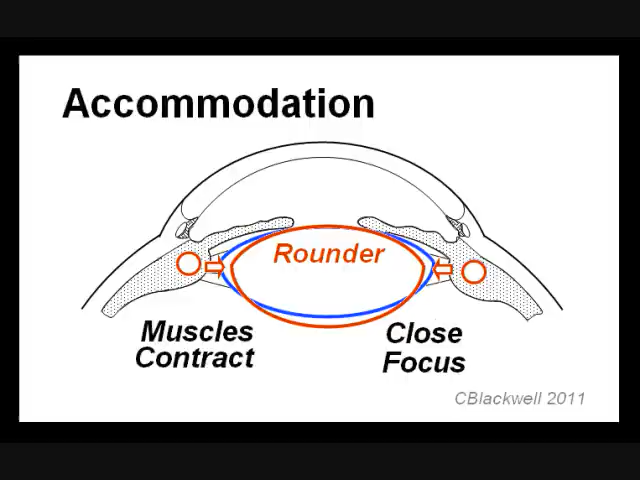 Accommodation
Rounder
Muscles
Contract
Close
Focus
CBlackwell 2011